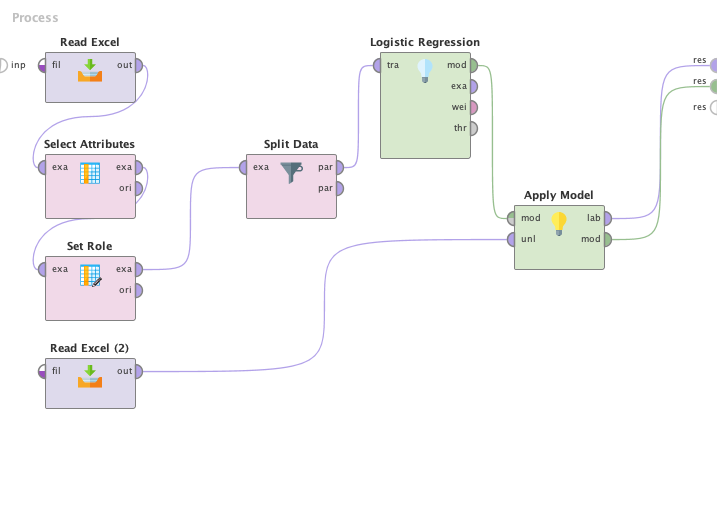 Process
inp
Read Excel
fil
out
Select Attributes
exa
exa
ori
Set Role
exa
exa
ori
Read Excel (2)
fil
out
Split Data
exa
par
par
Logistic Regression
tra
mod
exa
wei
thr
Apply Model
mod
lab
unl
mod
res
res
res